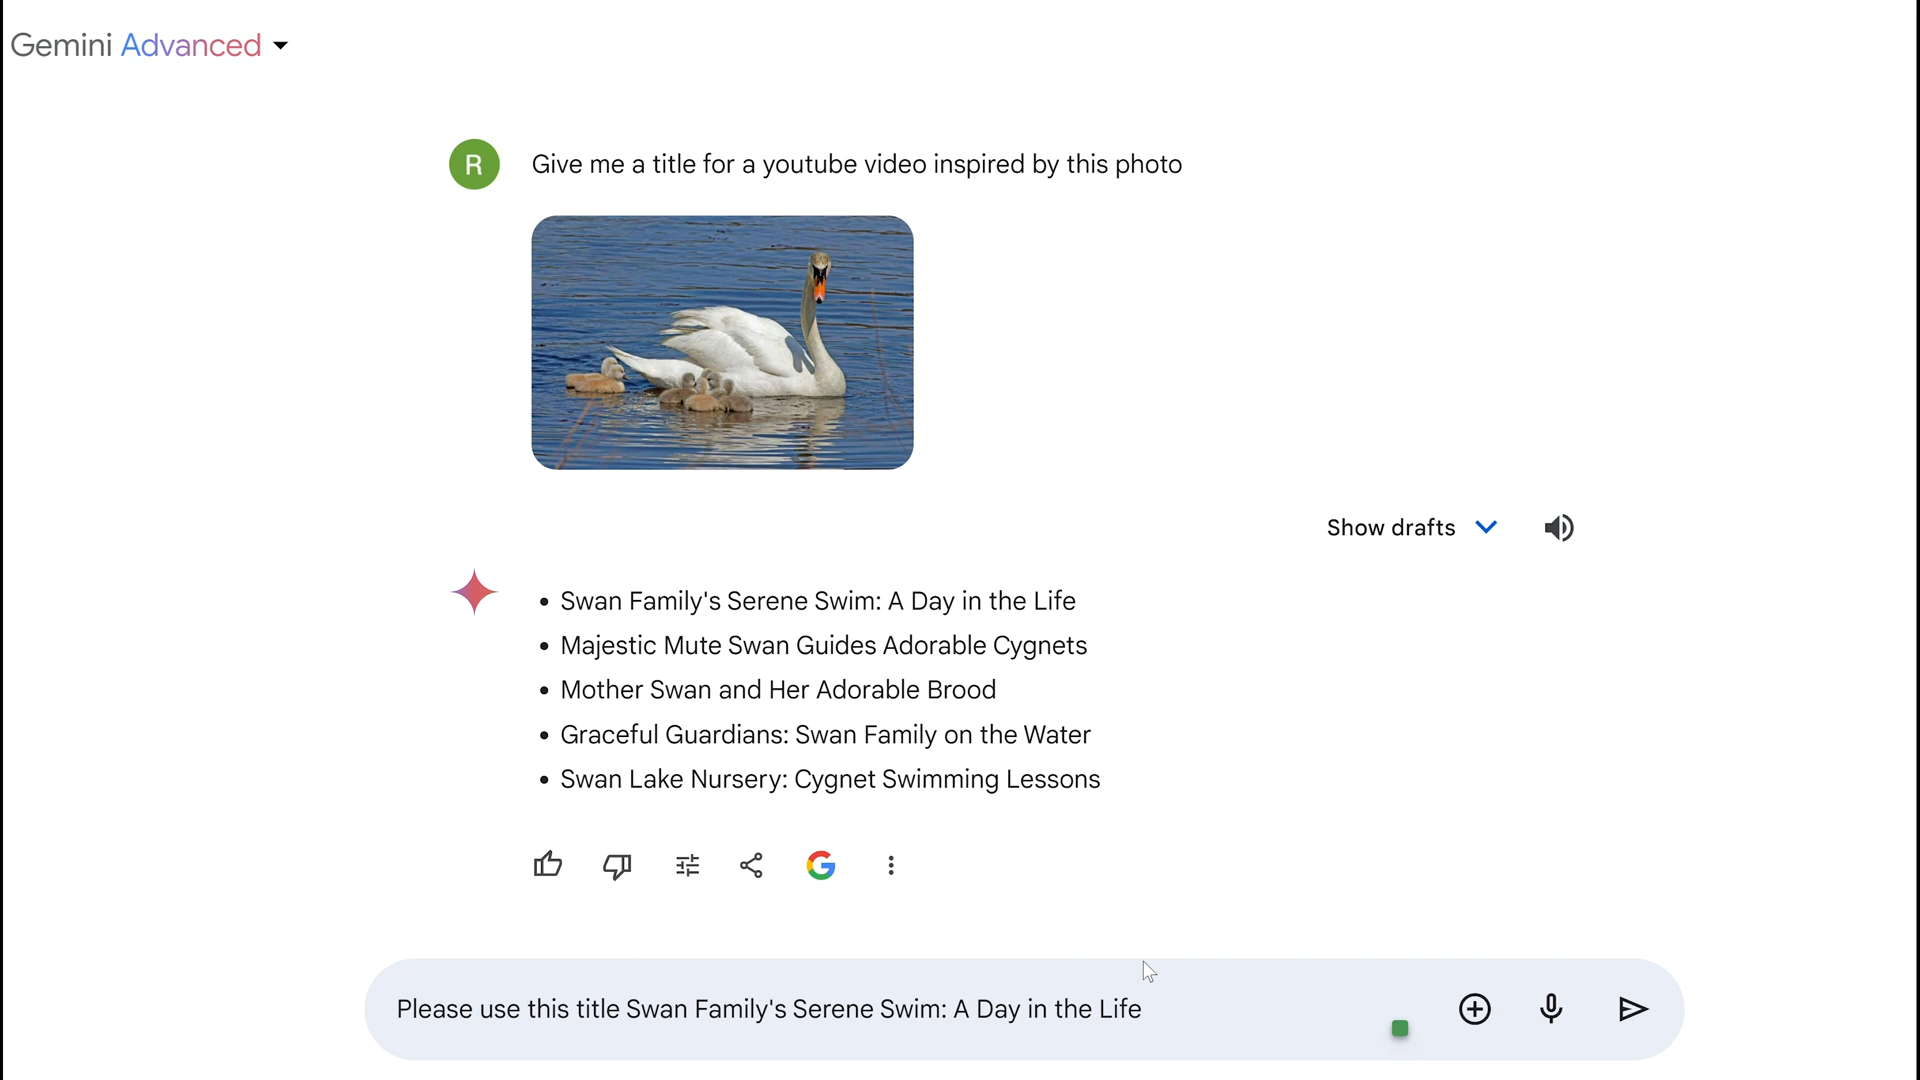 Gemini Advanced
R
Give me a title for a youtube video inspired by this photo
Show drafts
Swan Family's Serene Swim: A Day in the Life
Majestic Mute Swan Guides Adorable Cygnets
Mother Swan and Her Adorable Brood
Graceful Guardians: Swan Family on the Water
Swan Lake Nursery: Cygnet Swimming Lessons
Please use this title Swan Family's Serene Swim: A Day in the Life